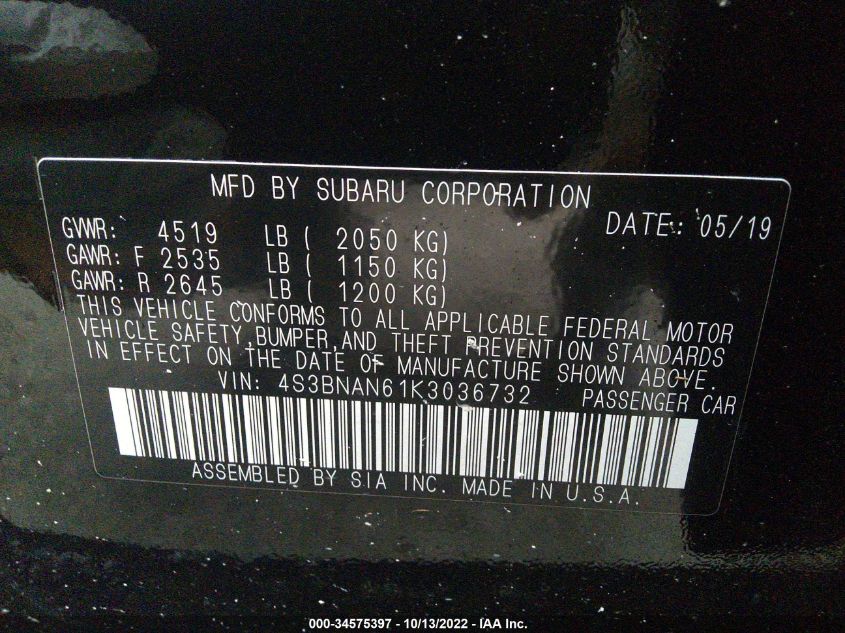 MFD BY SUBARU CORPORATION
DATE: 05/19
GVWR: 4519 LB ( 2050 KG)
GAWR: F 2535 LB ( 1150 KG)
GAWR: R 2645 LB ( 1200 KG)
THIS VEHICLE CONFORMS TO ALL APPLICABLE FEDERAL MOTOR
VEHICLE SAFETY,BUMPER,AND THEFT PREVENTION STANDARDS
IN EFFECT ON THE DATE OF MANUFACTURE SHOWN ABOVE.
VIN: 4S3BNAN61K3036732 PASSENGER CAR
ASSEMBLED BY SIA INC. MADE IN U.S.A.
000-34575397 - 10/13/2022 - IAA Inc.